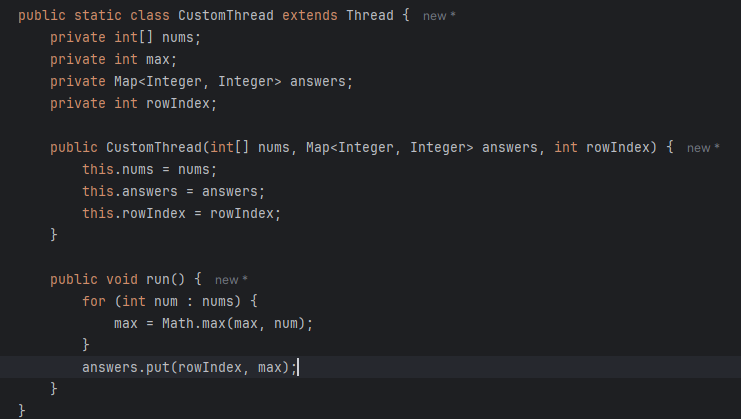 public static class CustomThread extends Thread { new *
    private int[] nums;
    private int max;
    private Map<Integer, Integer> answers;
    private int rowIndex;

    public CustomThread(int[] nums, Map<Integer, Integer> answers, int rowIndex) { new *
        this.nums = nums;
        this.answers = answers;
        this.rowIndex = rowIndex;
    }

    public void run() { new *
        for (int num : nums) {
            max = Math.max(max, num);
        }
        answers.put(rowIndex, max);
    }
}